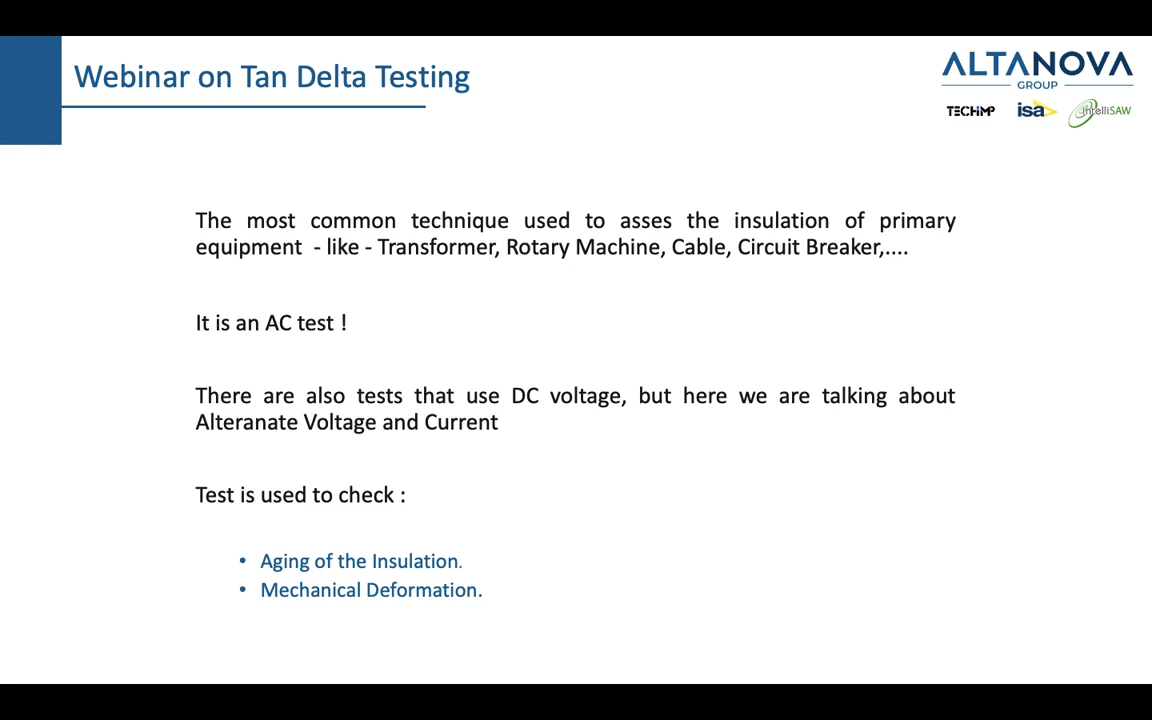 Webinar on Tan Delta Testing
ALTANOVA
GROUP
TECHIMP isa intelliSAW
The most common technique used to asses the insulation of primary
equipment - like - Transformer, Rotary Machine, Cable, Circuit Breaker,....
It is an AC test !
There are also tests that use DC voltage, but here we are talking about
Alteranate Voltage and Current
Test is used to check :
• Aging of the Insulation.
• Mechanical Deformation.